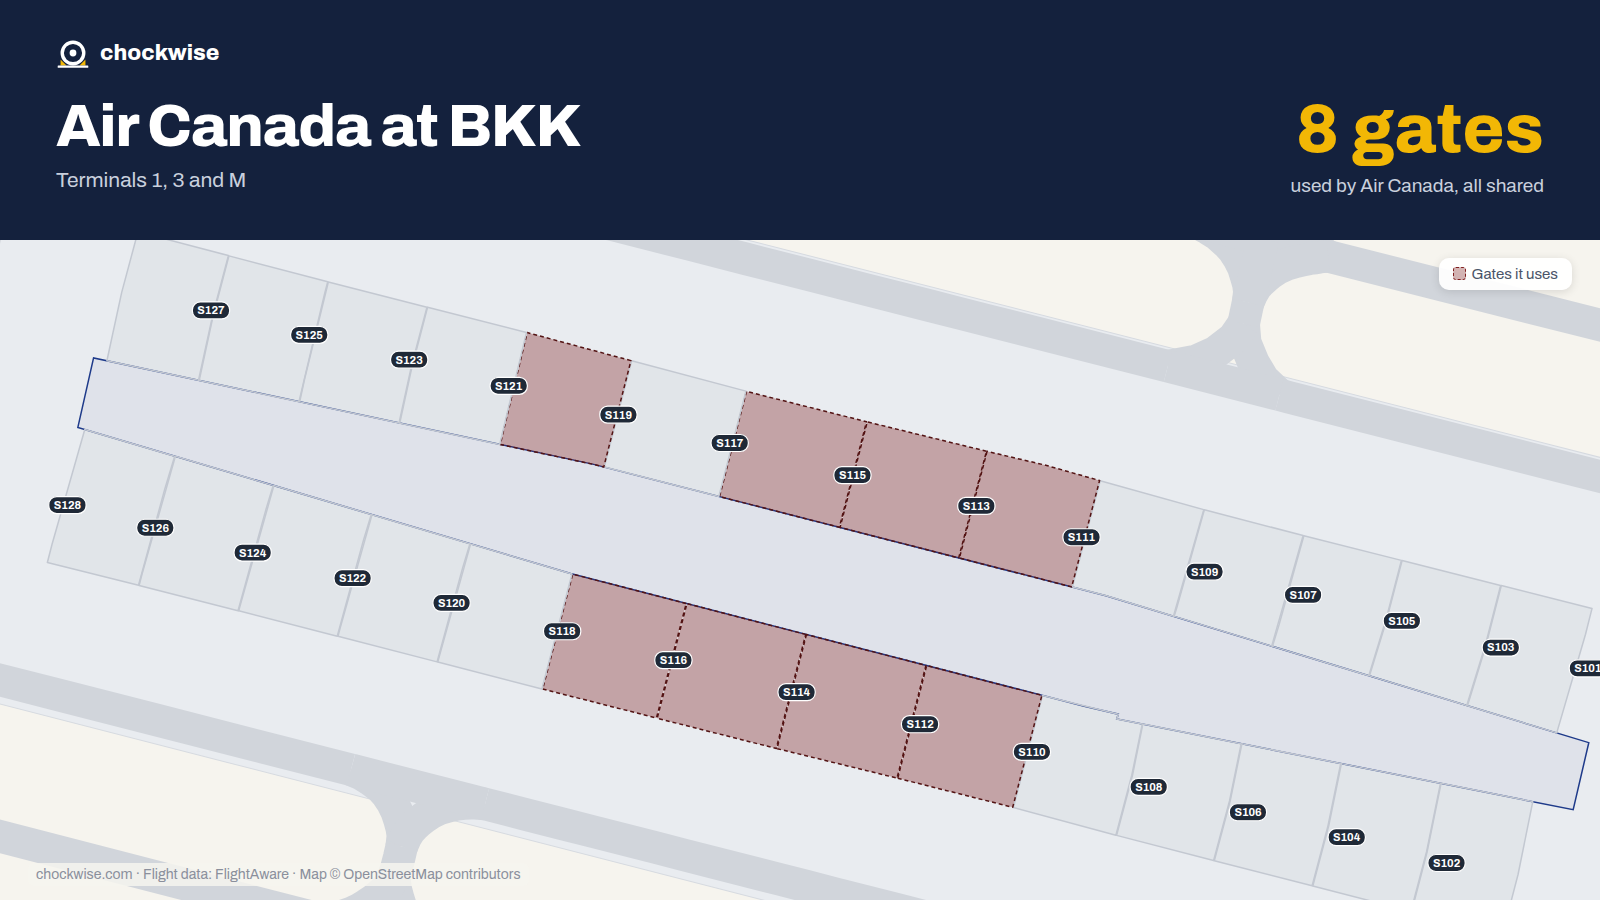 chockwise
Air Canada at BKK
Terminals 1, 3 and M
8 gates
used by Air Canada, all shared
Gates it uses
S127
S125
S123
S121
S119
S117
S115
S113
S111
S109
S107
S105
S103
S101
S128
S126
S124
S122
S120
S118
S116
S114
S112
S110
S108
S106
S104
S102
chockwise.com · Flight data: FlightAware · Map © OpenStreetMap contributors